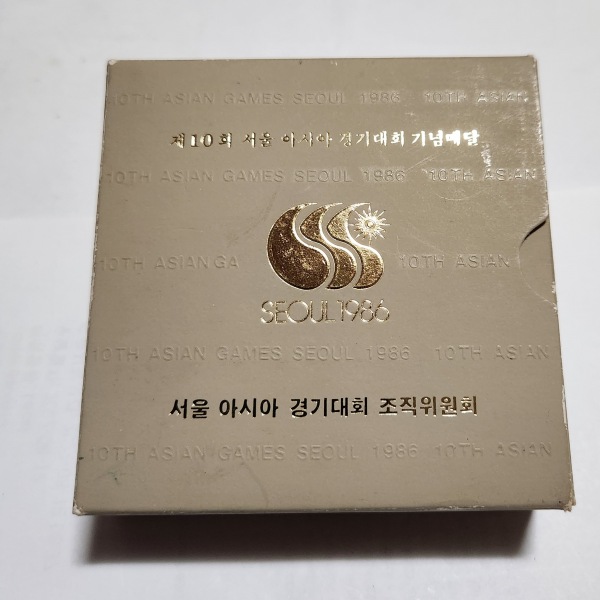 10TH ASIAN GAMES SEOUL 1986 10TH ASIAN
제10회 서울 아시아 경기대회 기념메달
10TH ASIAN GAMES SEOUL 1986 10TH ASIAN
10TH ASIAN GA 10TH ASIAN
SEOUL 1986
10TH ASIAN GAMES SEOUL 1986 10TH ASIAN
서울 아시아 경기대회 조직위원회
10TH ASIAN GAMES SEOUL 1986 10TH ASIAN